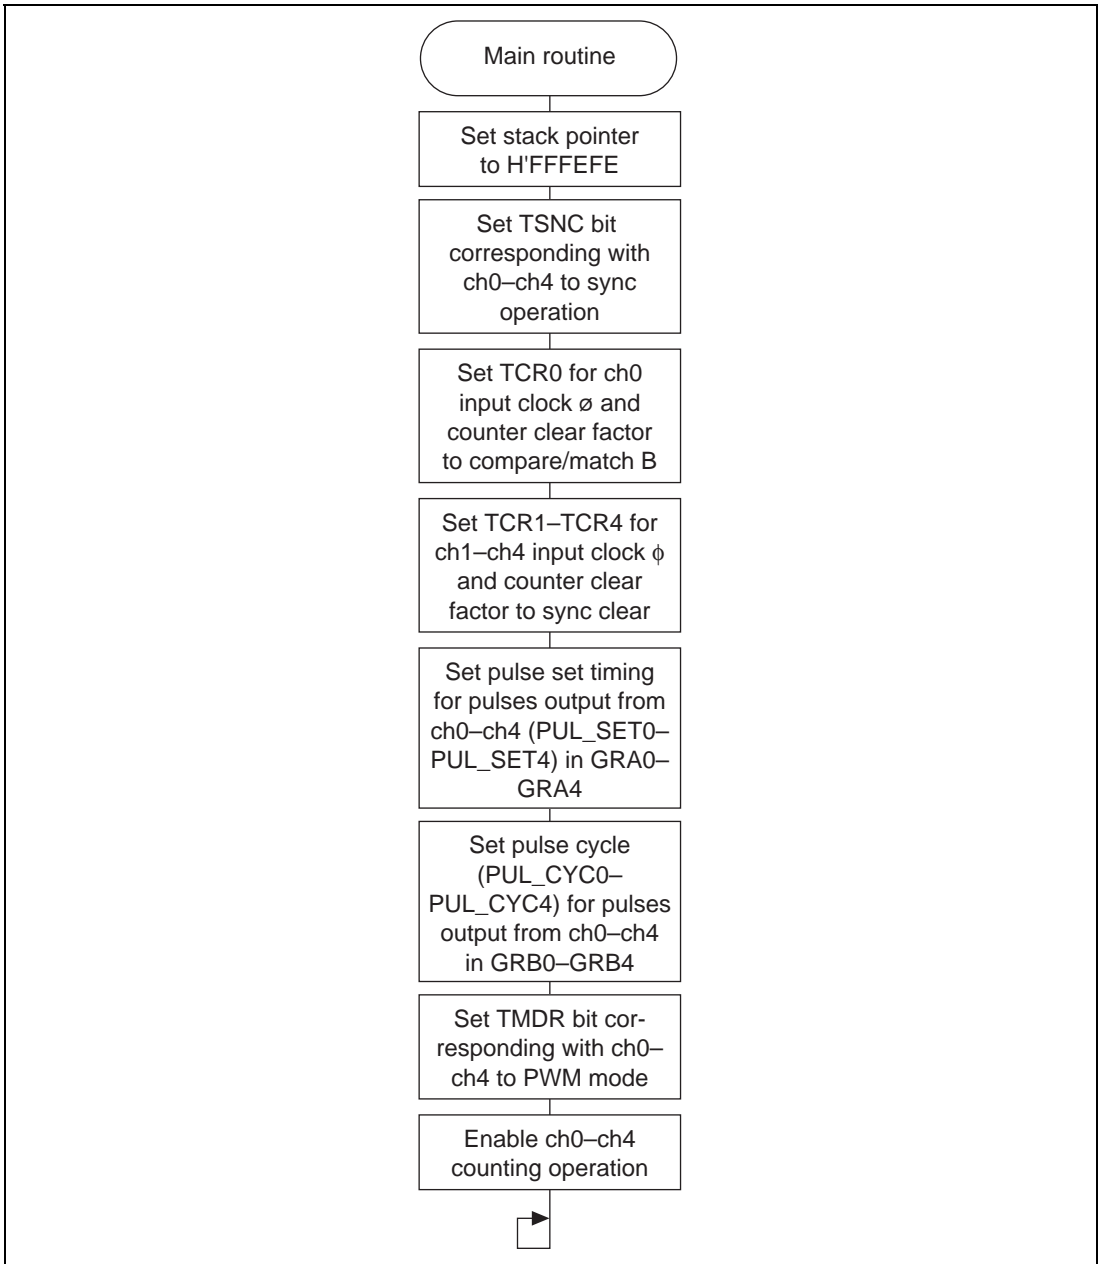 Main routine
Set stack pointer
to H'FFFEFE
Set TSNC bit
corresponding with
ch0–ch4 to sync
operation
Set TCR0 for ch0
input clock ø and
counter clear factor
to compare/match B
Set TCR1–TCR4 for
ch1–ch4 input clock ϕ
and counter clear
factor to sync clear
Set pulse set timing
for pulses output from
ch0–ch4 (PUL_SET0–
PUL_SET4) in GRA0–
GRA4
Set pulse cycle
(PUL_CYC0–
PUL_CYC4) for pulses
output from ch0–ch4
in GRB0–GRB4
Set TMDR bit cor-
responding with ch0–
ch4 to PWM mode
Enable ch0–ch4
counting operation